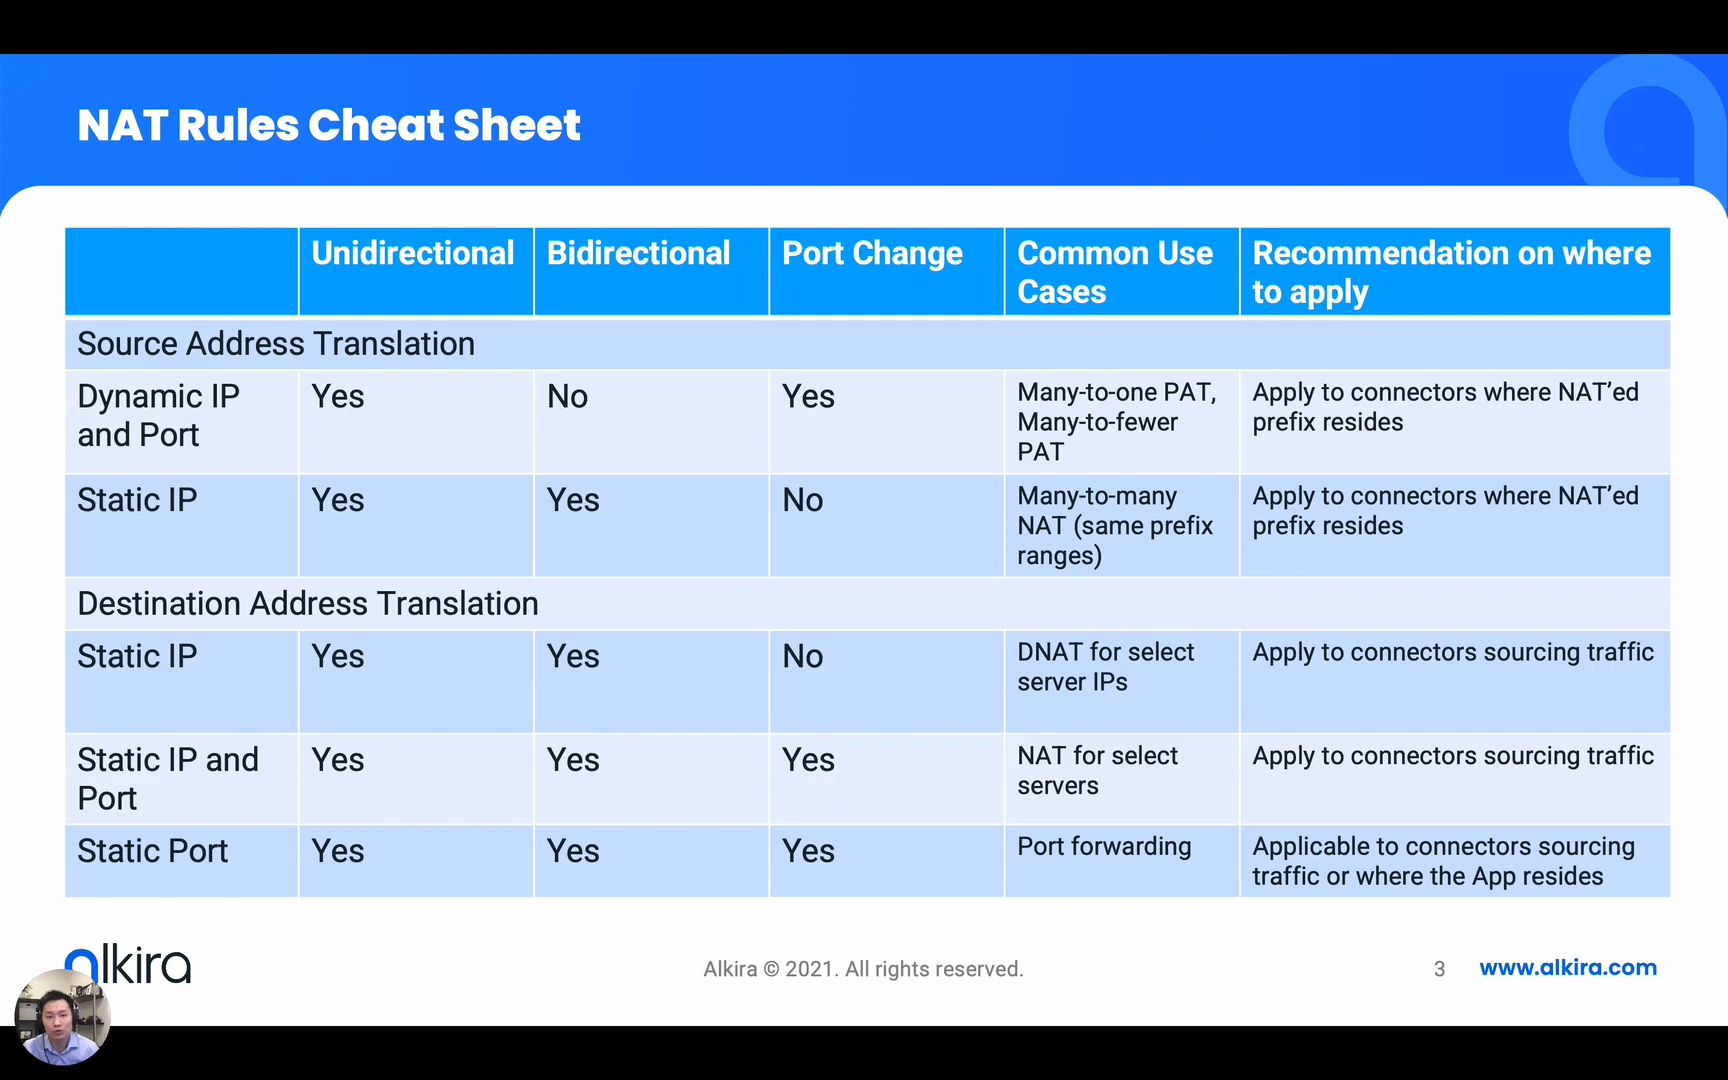 NAT Rules Cheat Sheet
Unidirectional
Bidirectional
Port Change
Common Use
Cases
Recommendation on where
to apply
Source Address Translation
Dynamic IP
and Port
Yes
No
Yes
Many-to-one PAT,
Many-to-fewer
PAT
Apply to connectors where NAT’ed
prefix resides
Static IP
Yes
Yes
No
Many-to-many
NAT (same prefix
ranges)
Apply to connectors where NAT’ed
prefix resides
Destination Address Translation
Static IP
Yes
Yes
No
DNAT for select
server IPs
Apply to connectors sourcing traffic
Static IP and
Port
Yes
Yes
Yes
NAT for select
servers
Apply to connectors sourcing traffic
Static Port
Yes
Yes
Yes
Port forwarding
Applicable to connectors sourcing
traffic or where the App resides
alkira
Alkira © 2021. All rights reserved.
3
www.alkira.com